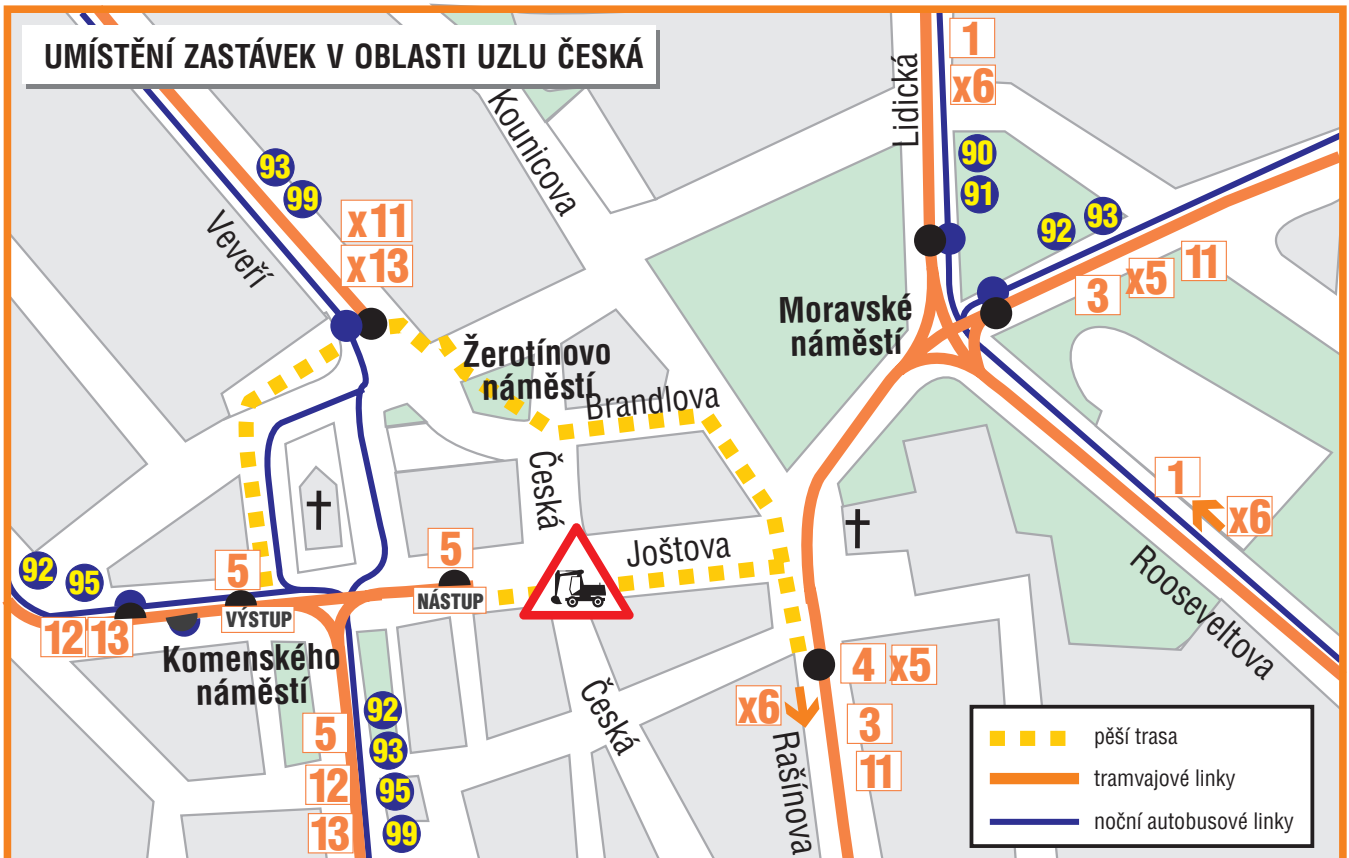 UMÍSTĚNÍ ZASTÁVEK V OBLASTI UZLU ČESKÁ
Kounicova
Lidická
1
x6
93
99
90
91
Veveří
x11
x13
92
93
3
x5
11
Moravské
náměstí
Žerotínovo
náměstí
Brandlova
Česká
1
x6
Rooseveltova
5
Joštova
NÁSTUP
92
95
5
VÝSTUP
12
13
Komenského
náměstí
Česká
4
x5
x6
3
11
Rašínova
5
12
13
92
93
95
99
pěší trasa
tramvajové linky
noční autobusové linky